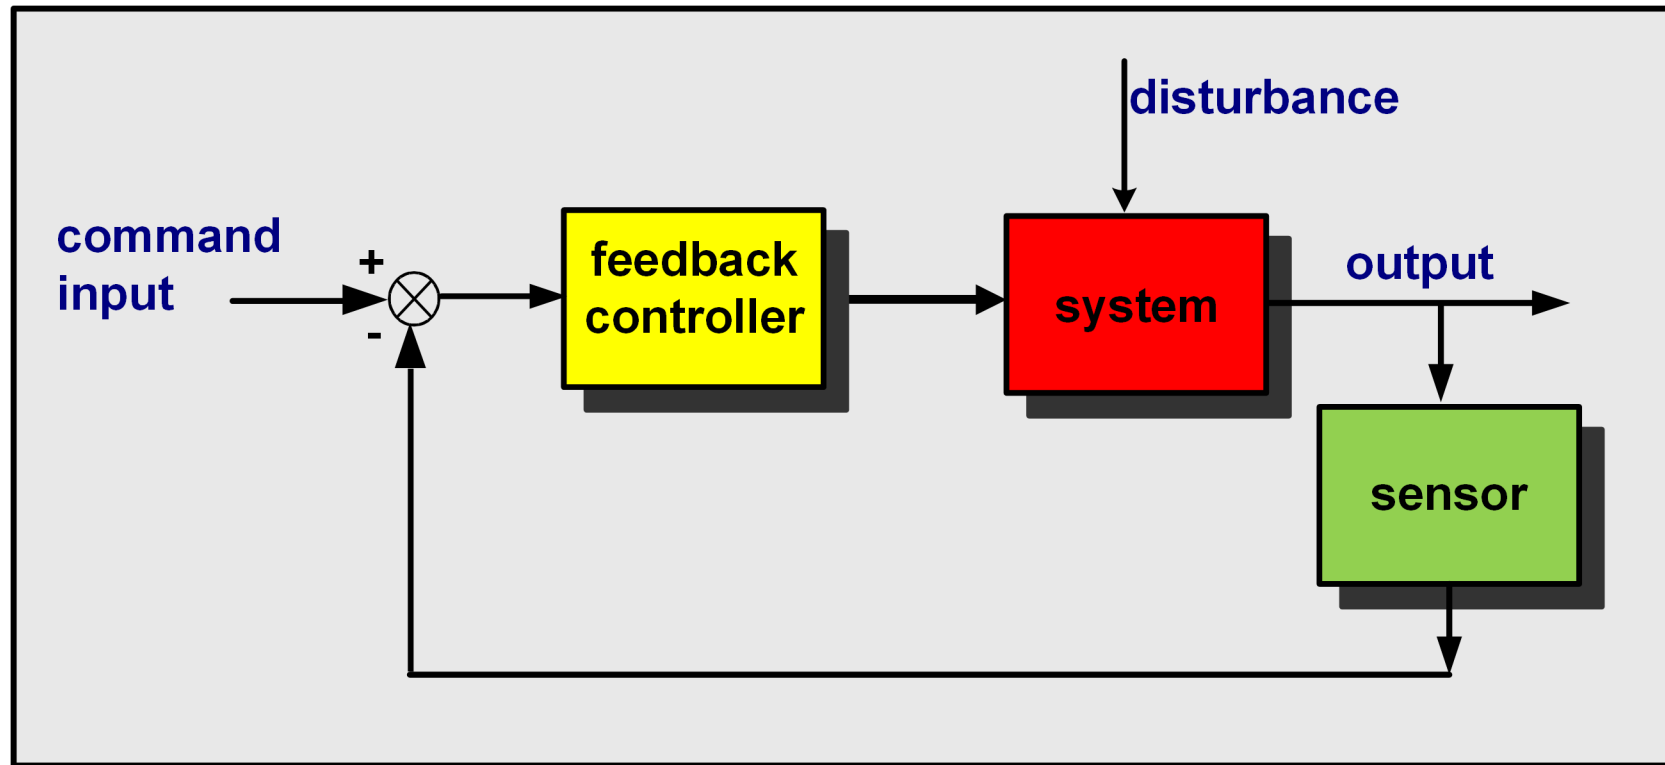 disturbance
command
input
+
-
feedback
controller
system
output
sensor